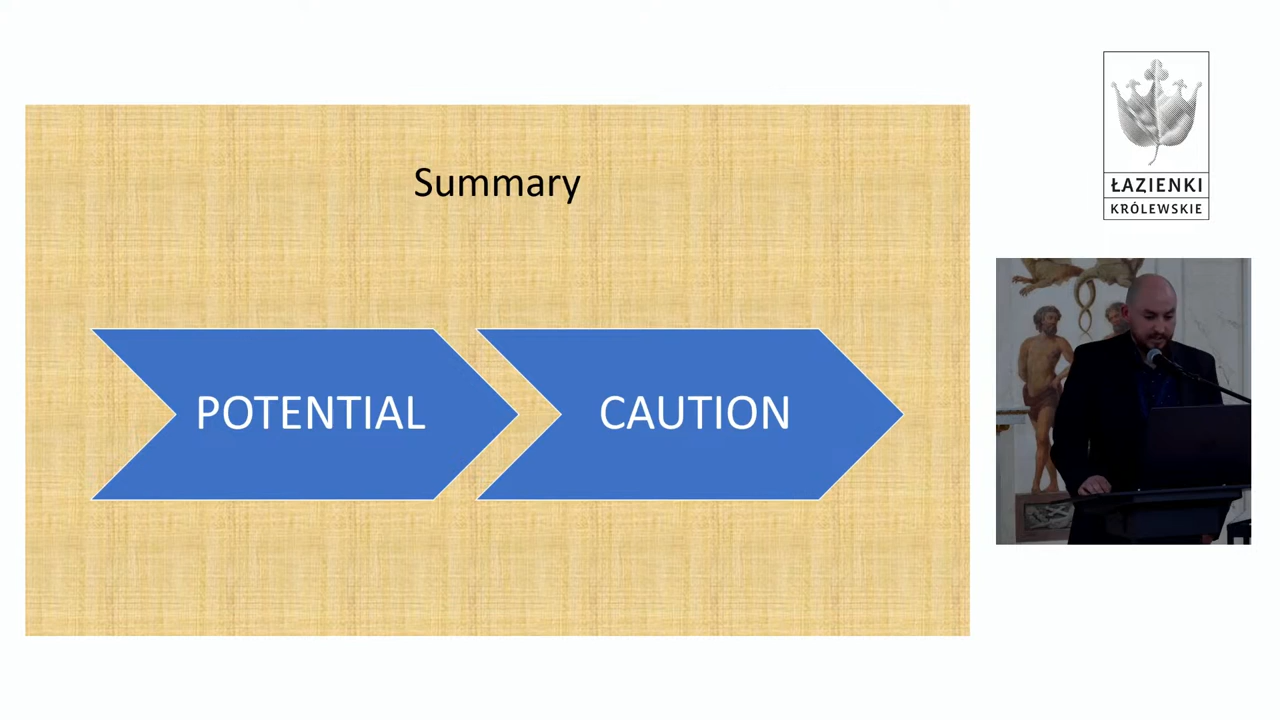 Summary
POTENTIAL
CAUTION
ŁAZIENKI
KRÓLEWSKIE